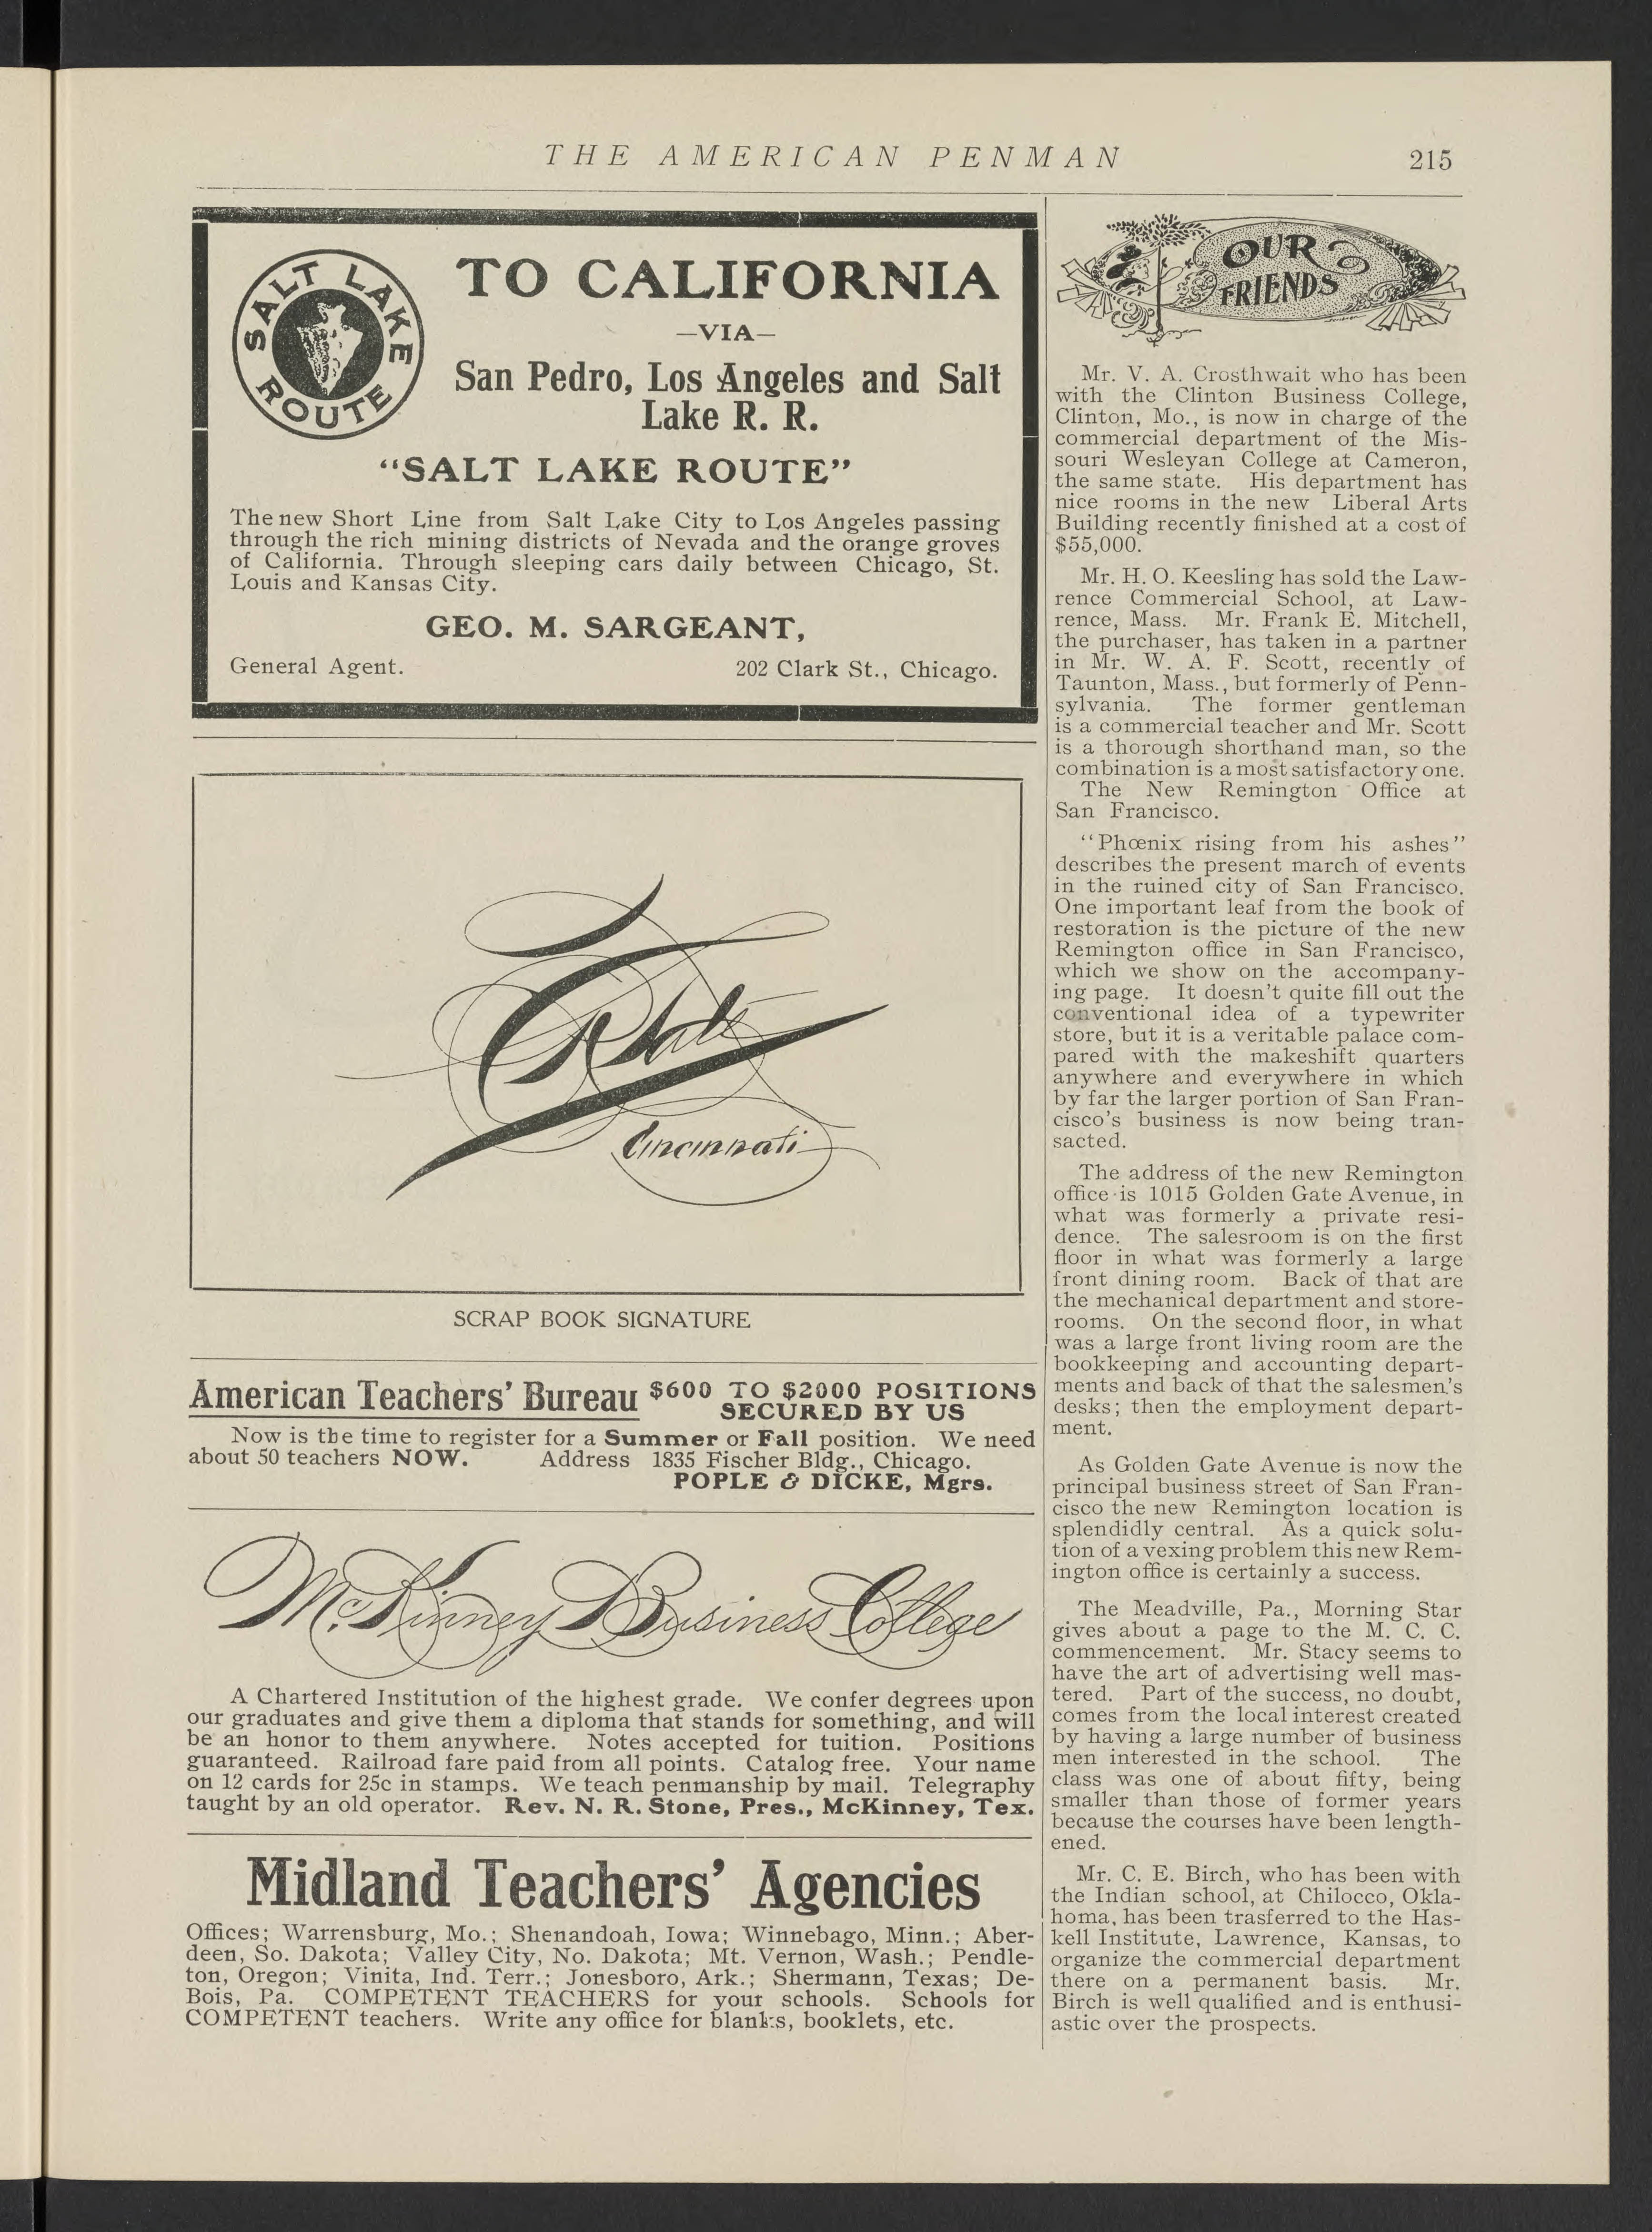 THE AMERICAN PENMAN
215
SALT LAKE ROUTE
TO CALIFORNIA
—VIA—
San Pedro, Los Angeles and Salt
Lake R. R.
“SALT LAKE ROUTE”
The new Short Line from Salt Lake City to Los Angeles passing
through the rich mining districts of Nevada and the orange groves
of California. Through sleeping cars daily between Chicago, St.
Louis and Kansas City.
GEO. M. SARGEANT,
General Agent. 202 Clark St., Chicago.
Cincinnati
SCRAP BOOK SIGNATURE
American Teachers’ Bureau $600 TO $2000 POSITIONS
SECURED BY US
Now is the time to register for a Summer or Fall position. We need
about 50 teachers NOW. Address 1835 Fischer Bldg., Chicago.
POPLE & DICKE, Mgrs.
McKinney Business College
A Chartered Institution of the highest grade. We confer degrees upon
our graduates and give them a diploma that stands for something, and will
be an honor to them anywhere. Notes accepted for tuition. Positions
guaranteed. Railroad fare paid from all points. Catalog free. Your name
on 12 cards for 25c in stamps. We teach penmanship by mail. Telegraphy
taught by an old operator. Rev. N. R. Stone, Pres., McKinney, Tex.
Midland Teachers’ Agencies
Offices; Warrensburg, Mo.; Shenandoah, Iowa; Winnebago, Minn.; Aber-
deen, So. Dakota; Valley City, No. Dakota; Mt. Vernon, Wash.; Pendle-
ton, Oregon; Vinita, Ind. Terr.; Jonesboro, Ark.; Shermann, Texas; De-
Bois, Pa. COMPETENT TEACHERS for your schools. Schools for
COMPETENT teachers. Write any office for blanks, booklets, etc.
OUR
FRIENDS
Mr. V. A. Crosthwait who has been
with the Clinton Business College,
Clinton, Mo., is now in charge of the
commercial department of the Mis-
souri Wesleyan College at Cameron,
the same state. His department has
nice rooms in the new Liberal Arts
Building recently finished at a cost of
$55,000.
Mr. H. O. Keesling has sold the Law-
rence Commercial School, at Law-
rence, Mass. Mr. Frank E. Mitchell,
the purchaser, has taken in a partner
in Mr. W. A. F. Scott, recently of
Taunton, Mass., but formerly of Penn-
sylvania. The former gentleman
is a commercial teacher and Mr. Scott
is a thorough shorthand man, so the
combination is a most satisfactory one.
The New Remington Office at
San Francisco.
“Phœnix rising from his ashes”
describes the present march of events
in the ruined city of San Francisco.
One important leaf from the book of
restoration is the picture of the new
Remington office in San Francisco,
which we show on the accompany-
ing page. It doesn’t quite fill out the
conventional idea of a typewriter
store, but it is a veritable palace com-
pared with the makeshift quarters
anywhere and everywhere in which
by far the larger portion of San Fran-
cisco’s business is now being tran-
sacted.
The address of the new Remington
office is 1015 Golden Gate Avenue, in
what was formerly a private resi-
dence. The salesroom is on the first
floor in what was formerly a large
front dining room. Back of that are
the mechanical department and store-
rooms. On the second floor, in what
was a large front living room are the
bookkeeping and accounting depart-
ments and back of that the salesmen’s
desks; then the employment depart-
ment.
As Golden Gate Avenue is now the
principal business street of San Fran-
cisco the new Remington location is
splendidly central. As a quick solu-
tion of a vexing problem this new Rem-
ington office is certainly a success.
The Meadville, Pa., Morning Star
gives about a page to the M. C. C.
commencement. Mr. Stacy seems to
have the art of advertising well mas-
tered. Part of the success, no doubt,
comes from the local interest created
by having a large number of business
men interested in the school. The
class was one of about fifty, being
smaller than those of former years
because the courses have been length-
ened.
Mr. C. E. Birch, who has been with
the Indian school, at Chilocco, Okla-
homa, has been trasferred to the Has-
kell Institute, Lawrence, Kansas, to
organize the commercial department
there on a permanent basis. Mr.
Birch is well qualified and is enthusi-
astic over the prospects.